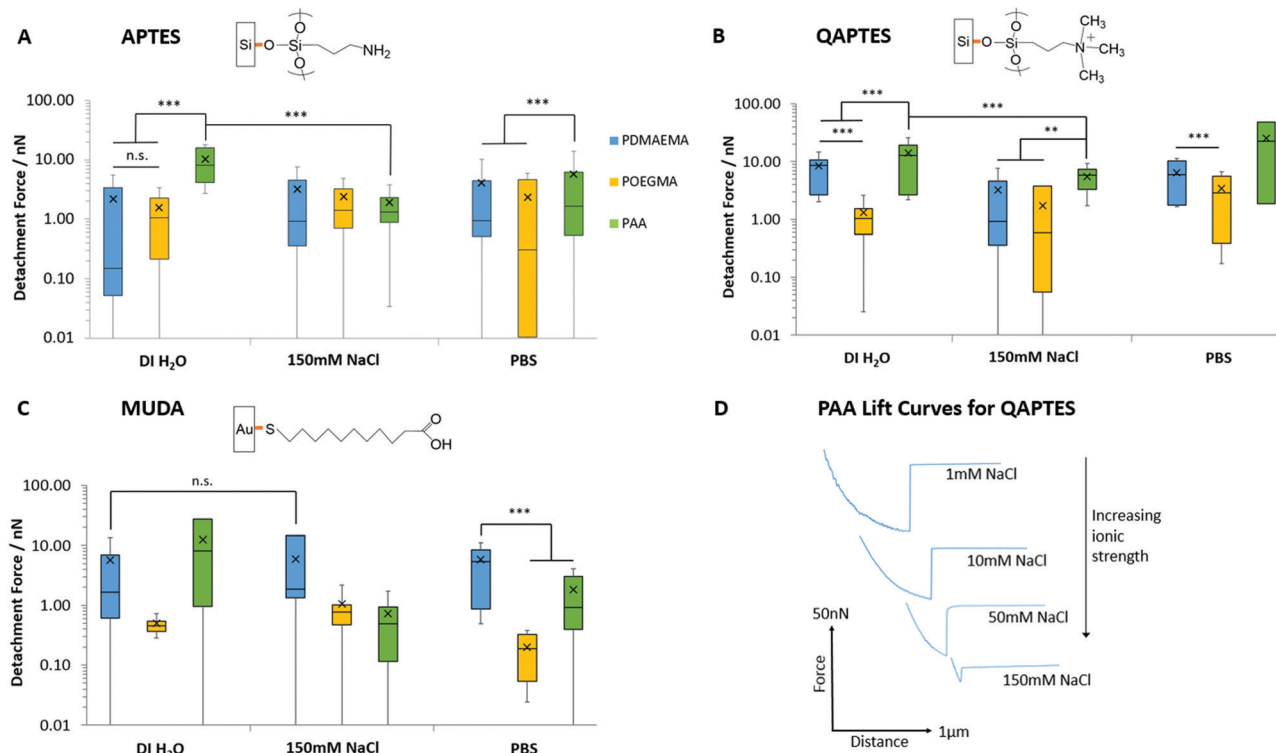 A APTES
Si O Si O O NH2
100.00
10.00
1.00
0.10
0.01
Detachment Force / nN
*** n.s. *** ***
DI H2O 150mM NaCl PBS
PDMAEMA
POEGMA
PAA
B QAPTES
Si O Si O O N + CH3 CH3 CH3
100.00
10.00
1.00
0.10
0.01
Detachment Force / nN
*** *** *** ** ***
DI H2O 150mM NaCl PBS
C MUDA
Au S O OH
100.00
10.00
1.00
0.10
0.01
Detachment Force / nN
n.s. ***
DI H2O 150mM NaCl PBS
D PAA Lift Curves for QAPTES
1mM NaCl
10mM NaCl
50mM NaCl
150mM NaCl
Increasing
ionic
strength
50nN
Force
Distance 1μm